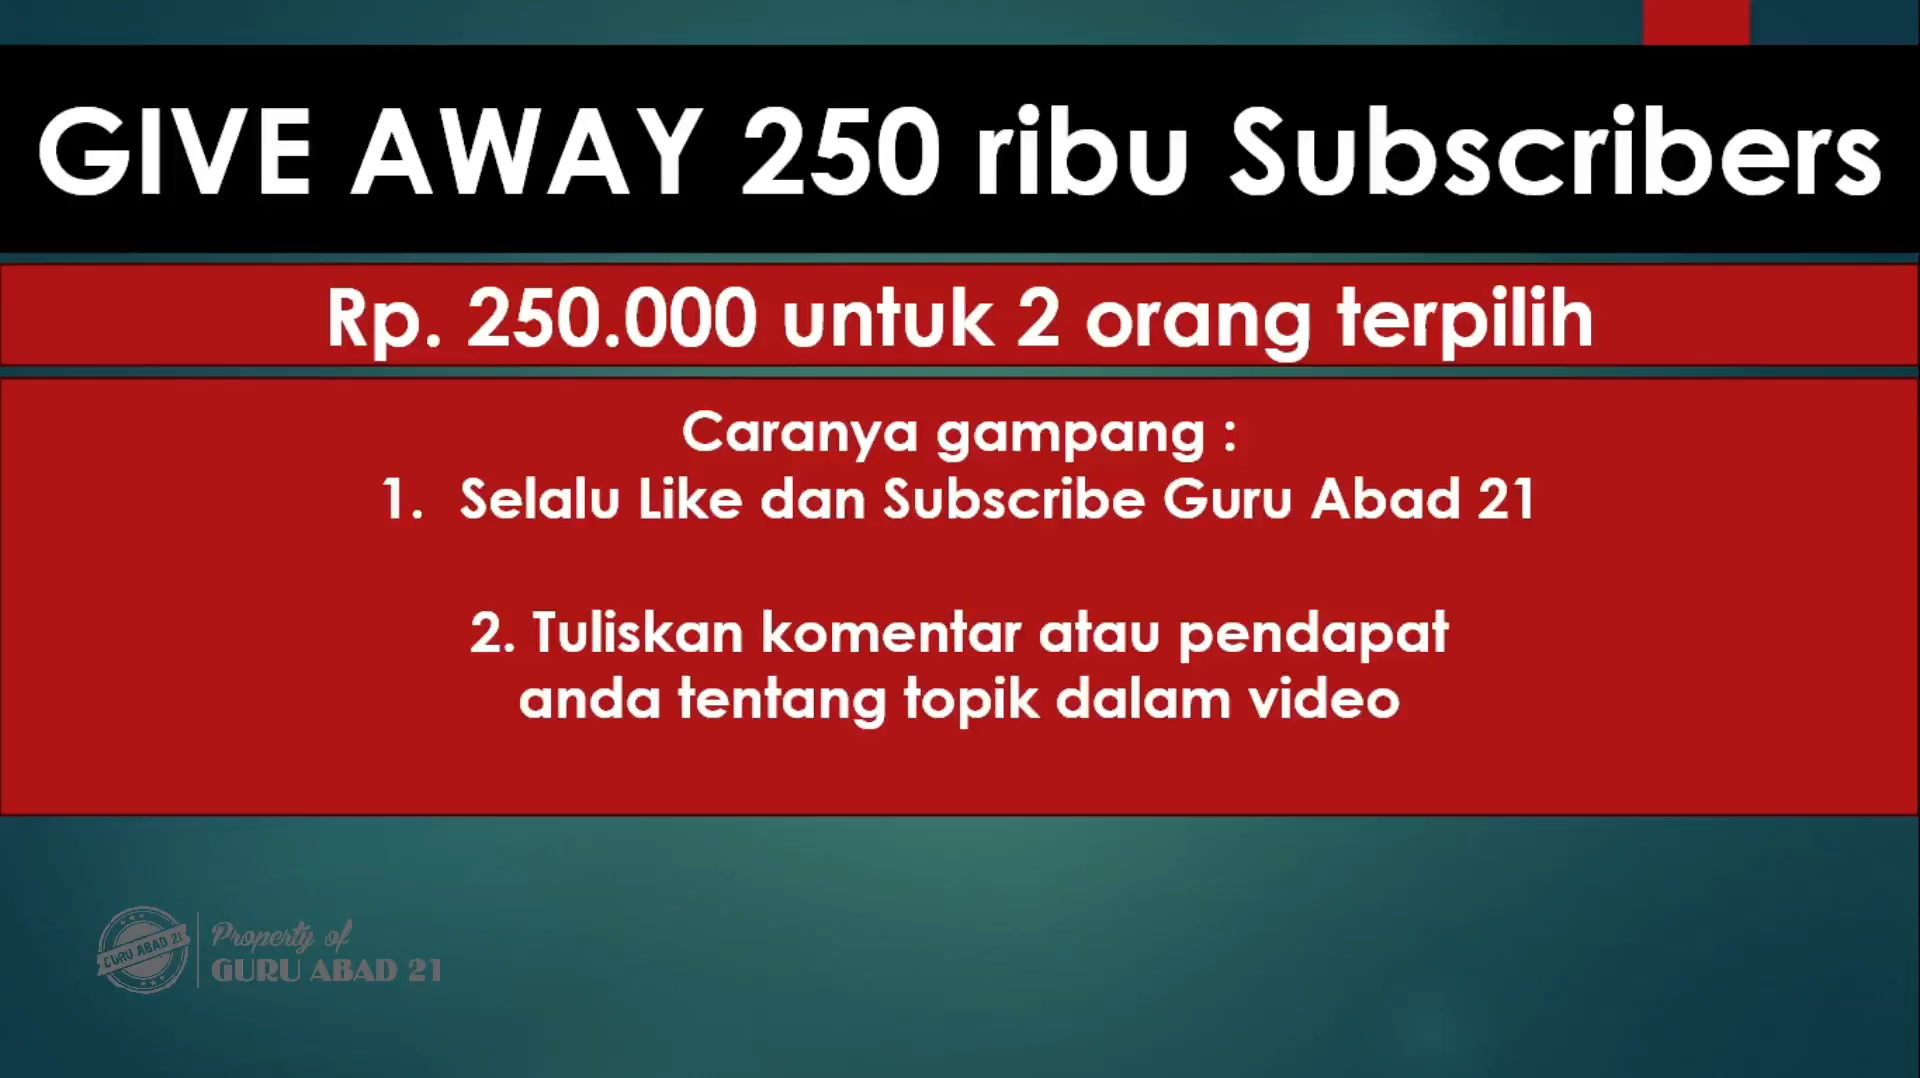 GIVE AWAY 250 ribu Subscribers
Rp. 250.000 untuk 2 orang terpilih
Caranya gampang :
1. Selalu Like dan Subscribe Guru Abad 21
2. Tuliskan komentar atau pendapat
anda tentang topik dalam video
GURU ABAD 21
Property of
GURU ABAD 21